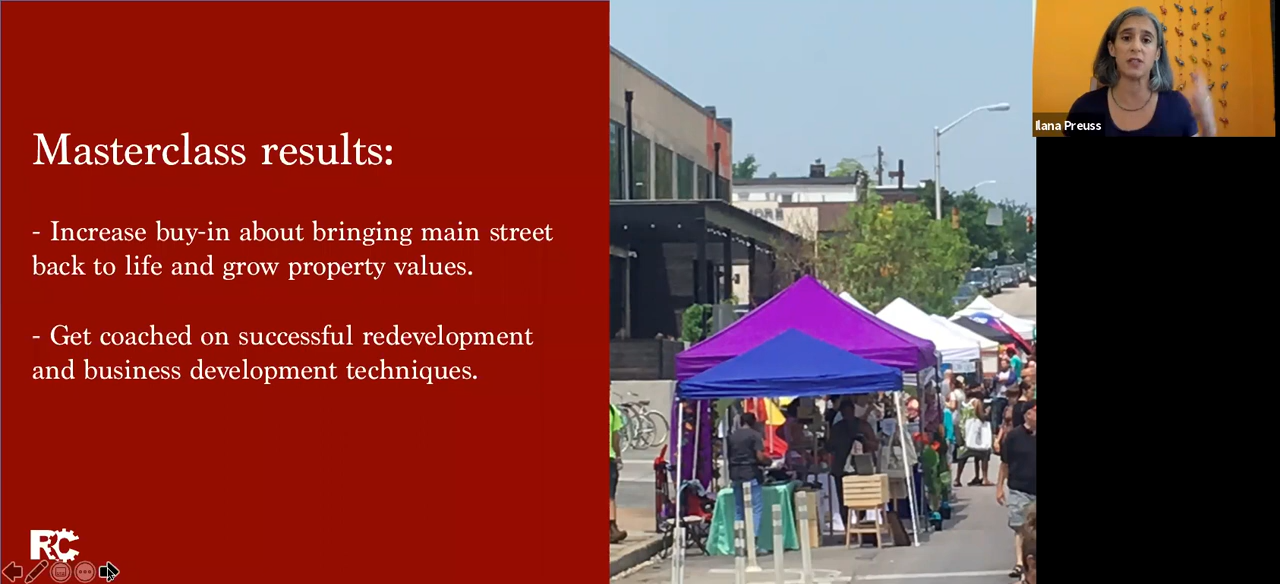 Masterclass results:
- Increase buy-in about bringing main street
back to life and grow property values.
- Get coached on successful redevelopment
and business development techniques.
RC
Ilana Preuss